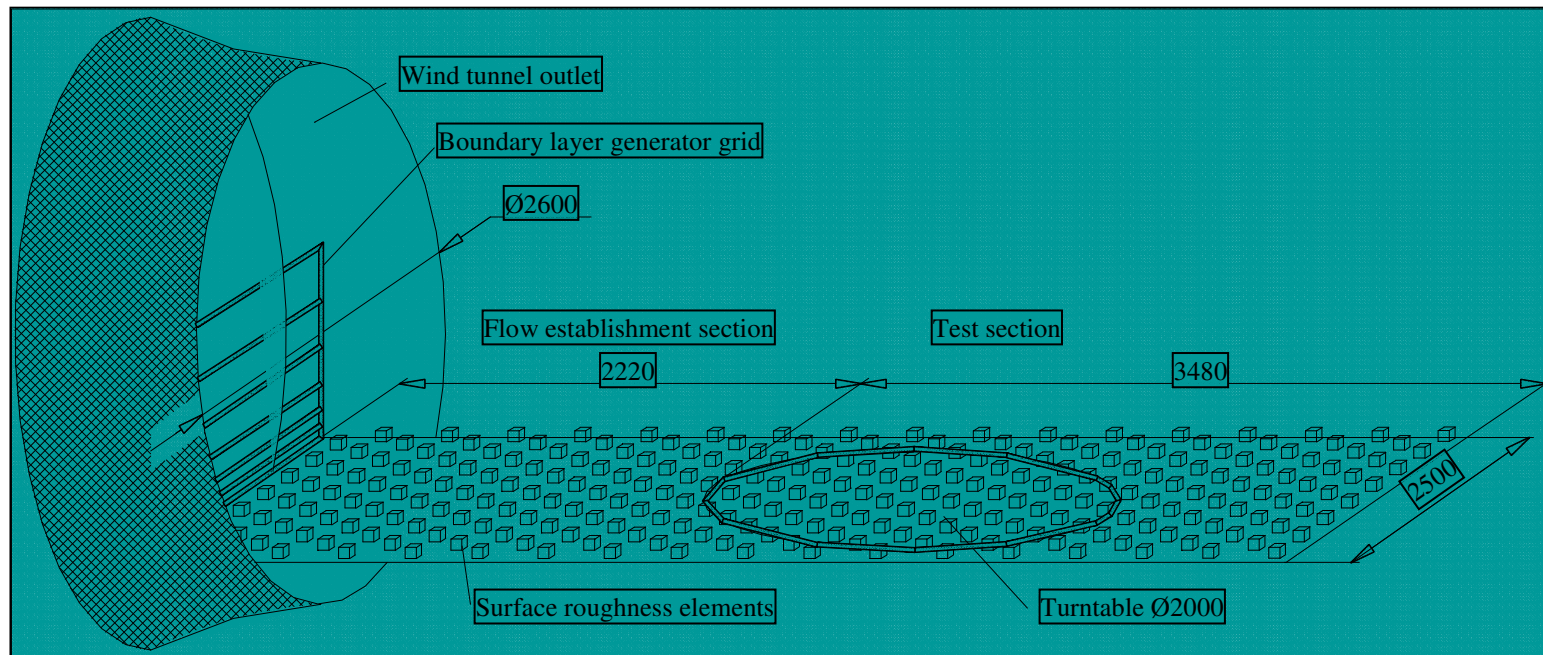 Wind tunnel outlet
Boundary layer generator grid
Ø2600
Flow establishment section
Test section
2220
3480
2500
Surface roughness elements
Turntable Ø2000